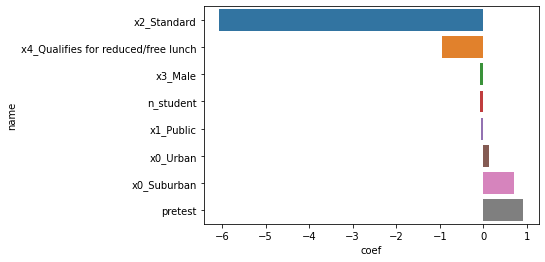 x2_Standard
x4_Qualifies for reduced/free lunch
x3_Male
n_student
x1_Public
x0_Urban
x0_Suburban
pretest
name
−6 −5 −4 −3 −2 −1 0 1
coef